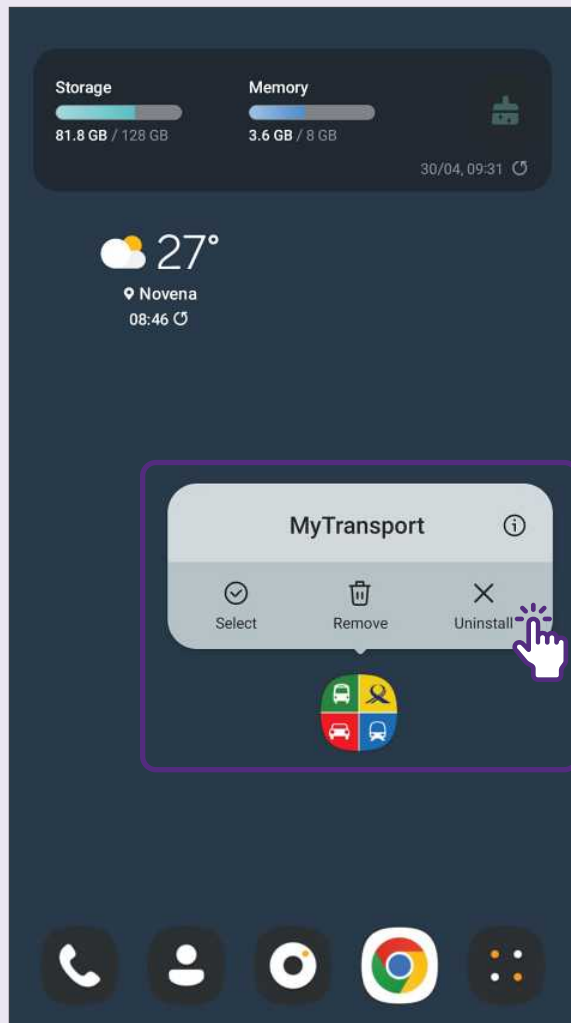 Storage
Memory
81.8 GB / 128 GB
3.6 GB / 8 GB
30/04, 09:31
27°
Novena
08:46
MyTransport
Select
Remove
Uninstall